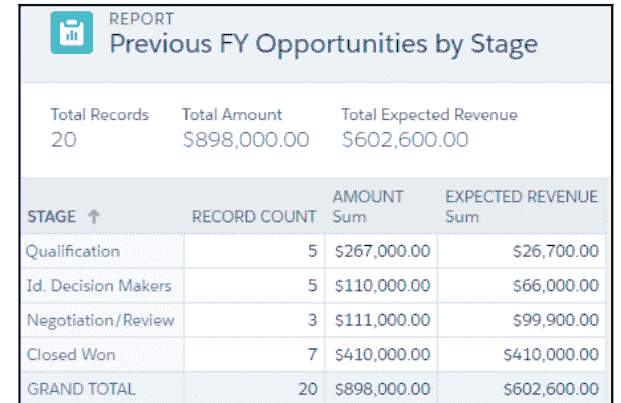 REPORT
Previous FY Opportunities by Stage
Total Records Total Amount Total Expected Revenue
20 $898,000.00 $602,600.00
AMOUNT EXPECTED REVENUE
STAGE ↑ RECORD COUNT Sum Sum
Qualification 5 $267,000.00 $26,700.00
Id. Decision Makers 5 $110,000.00 $66,000.00
Negotiation/Review 3 $111,000.00 $99,900.00
Closed Won 7 $410,000.00 $410,000.00
GRAND TOTAL 20 $898,000.00 $602,600.00